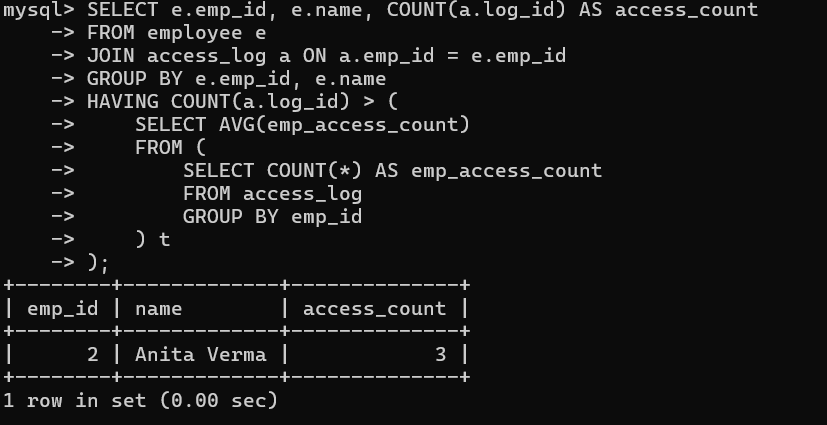 mysql> SELECT e.emp_id, e.name, COUNT(a.log_id) AS access_count
    -> FROM employee e
    -> JOIN access_log a ON a.emp_id = e.emp_id
    -> GROUP BY e.emp_id, e.name
    -> HAVING COUNT(a.log_id) > (
    ->     SELECT AVG(emp_access_count)
    ->     FROM (
    ->         SELECT COUNT(*) AS emp_access_count
    ->         FROM access_log
    ->         GROUP BY emp_id
    ->     ) t
    -> );
+--------+-------------+--------------+
| emp_id | name        | access_count |
+--------+-------------+--------------+
|      2 | Anita Verma |            3 |
+--------+-------------+--------------+
1 row in set (0.00 sec)